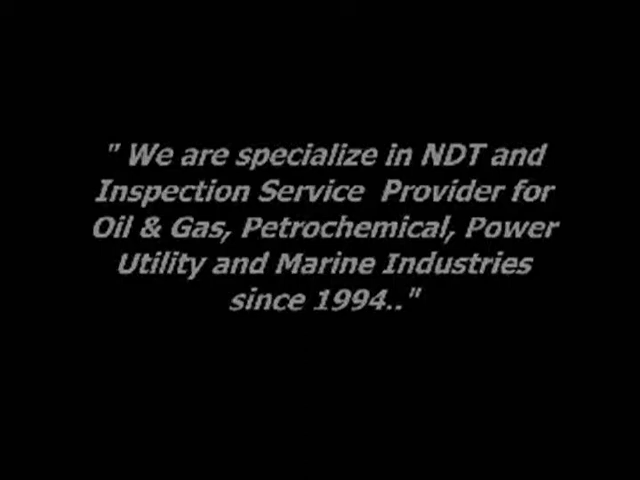 " We are specialize in NDT and
Inspection Service  Provider for
Oil & Gas, Petrochemical, Power
Utility and Marine Industries
since 1994.."